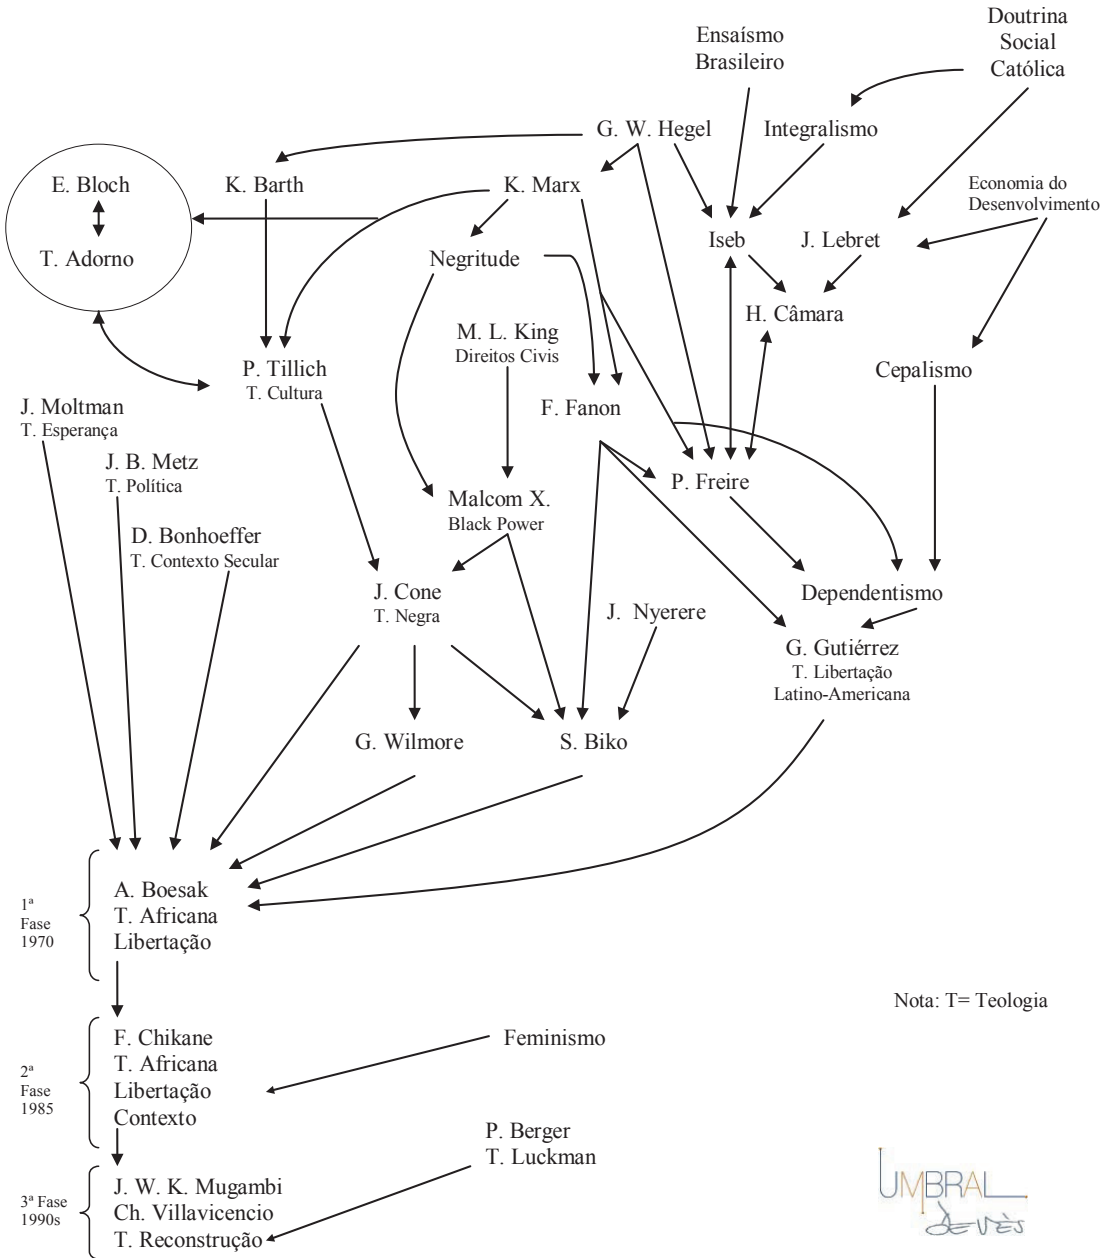 Doutrina
Social
Católica
Ensaísmo
Brasileiro
G. W. Hegel
Integralismo
E. Bloch
T. Adorno
K. Barth
K. Marx
Economia do
Desenvolvimento
Negritude
Iseb
J. Lebret
H. Câmara
M. L. King
Direitos Civis
P. Tillich
T. Cultura
Cepalismo
J. Moltman
T. Esperança
F. Fanon
J. B. Metz
T. Política
P. Freire
Malcom X.
Black Power
D. Bonhoeffer
T. Contexto Secular
J. Cone
T. Negra
J. Nyerere
Dependentismo
G. Gutiérrez
T. Libertação
Latino-Americana
G. Wilmore
S. Biko
1ª
Fase
1970
A. Boesak
T. Africana
Libertação
Nota: T= Teologia
2ª
Fase
1985
F. Chikane
T. Africana
Libertação
Contexto
Feminismo
P. Berger
T. Luckman
3ª Fase
1990s
J. W. K. Mugambi
Ch. Villavicencio
T. Reconstrução
UMBRAL
DEVÈS